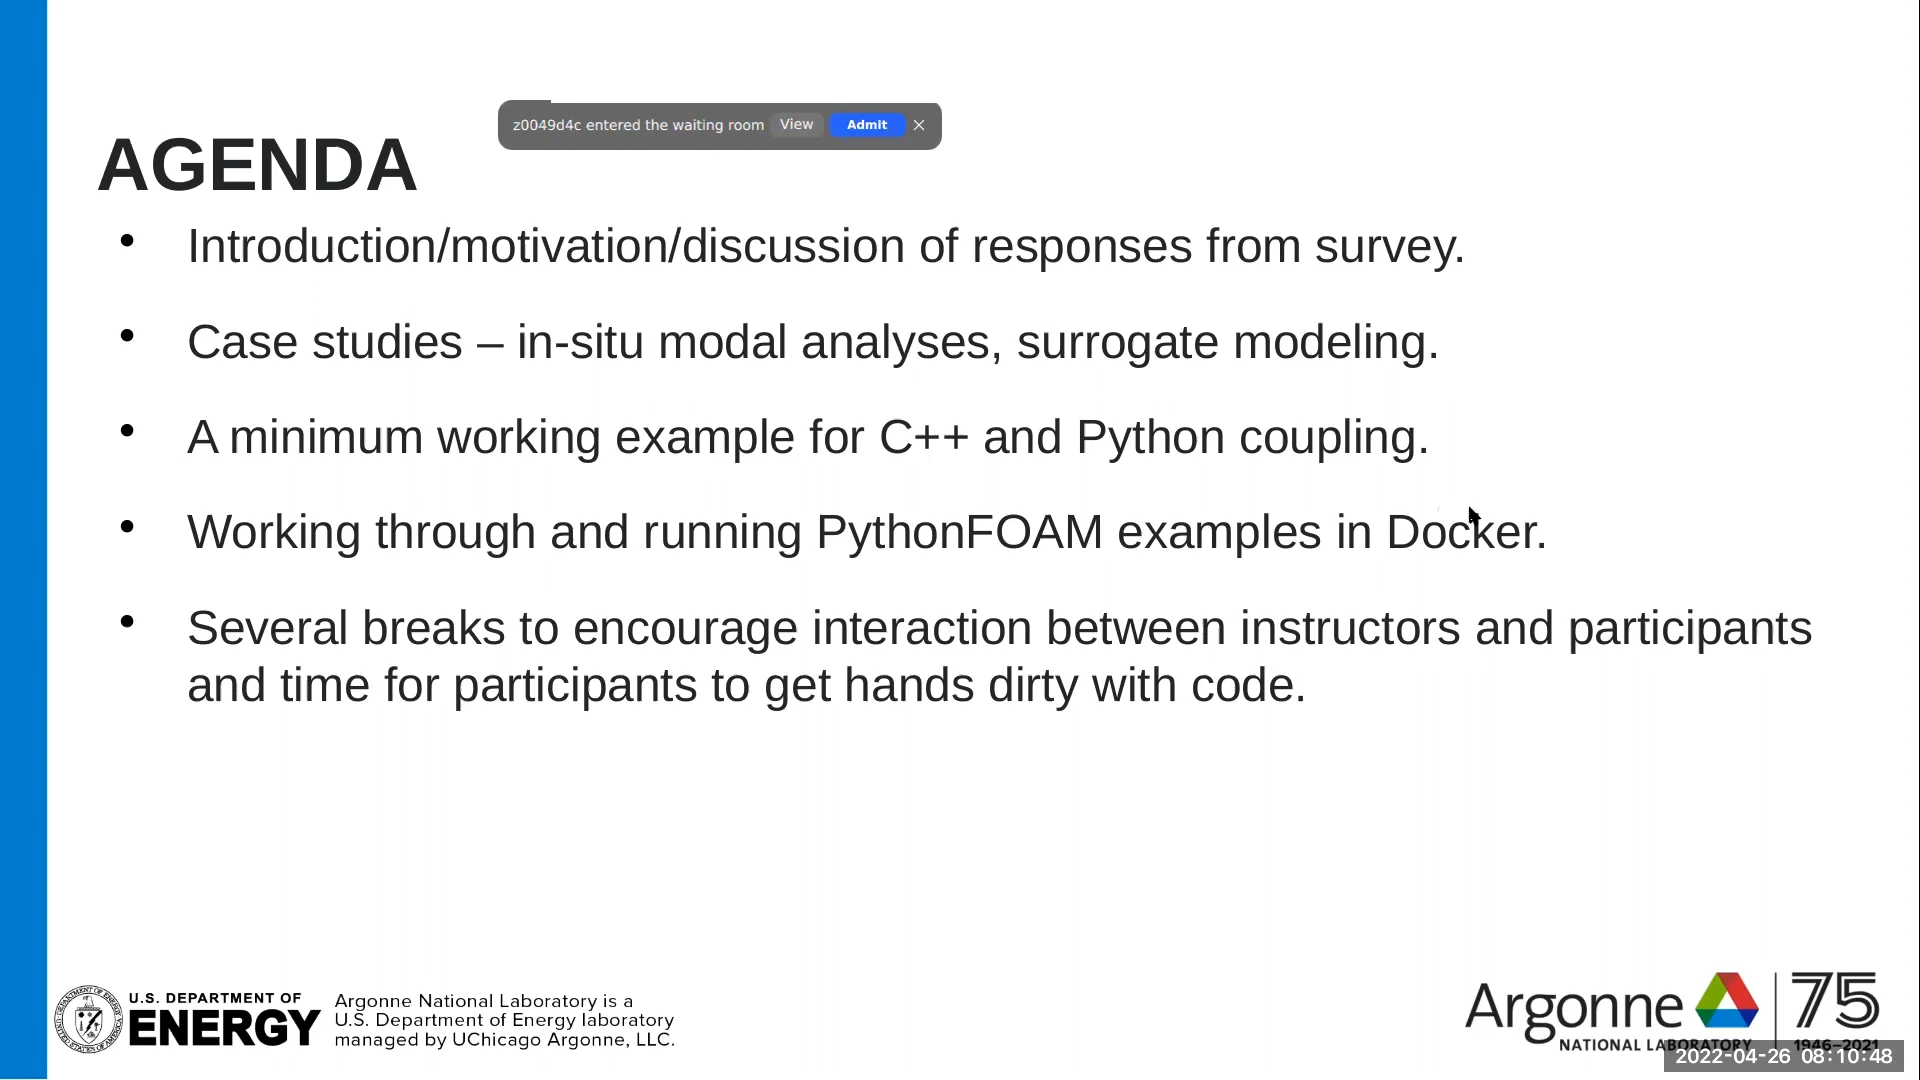 z0049d4c entered the waiting room View Admit
AGENDA
• Introduction/motivation/discussion of responses from survey.
• Case studies – in-situ modal analyses, surrogate modeling.
• A minimum working example for C++ and Python coupling.
• Working through and running PythonFOAM examples in Docker.
• Several breaks to encourage interaction between instructors and participants
and time for participants to get hands dirty with code.
U.S. DEPARTMENT OF
ENERGY
Argonne National Laboratory is a
U.S. Department of Energy laboratory
managed by UChicago Argonne, LLC.
Argonne 75
NATIONAL LABORATORY 1946–2021
2022-04-26 08:10:48